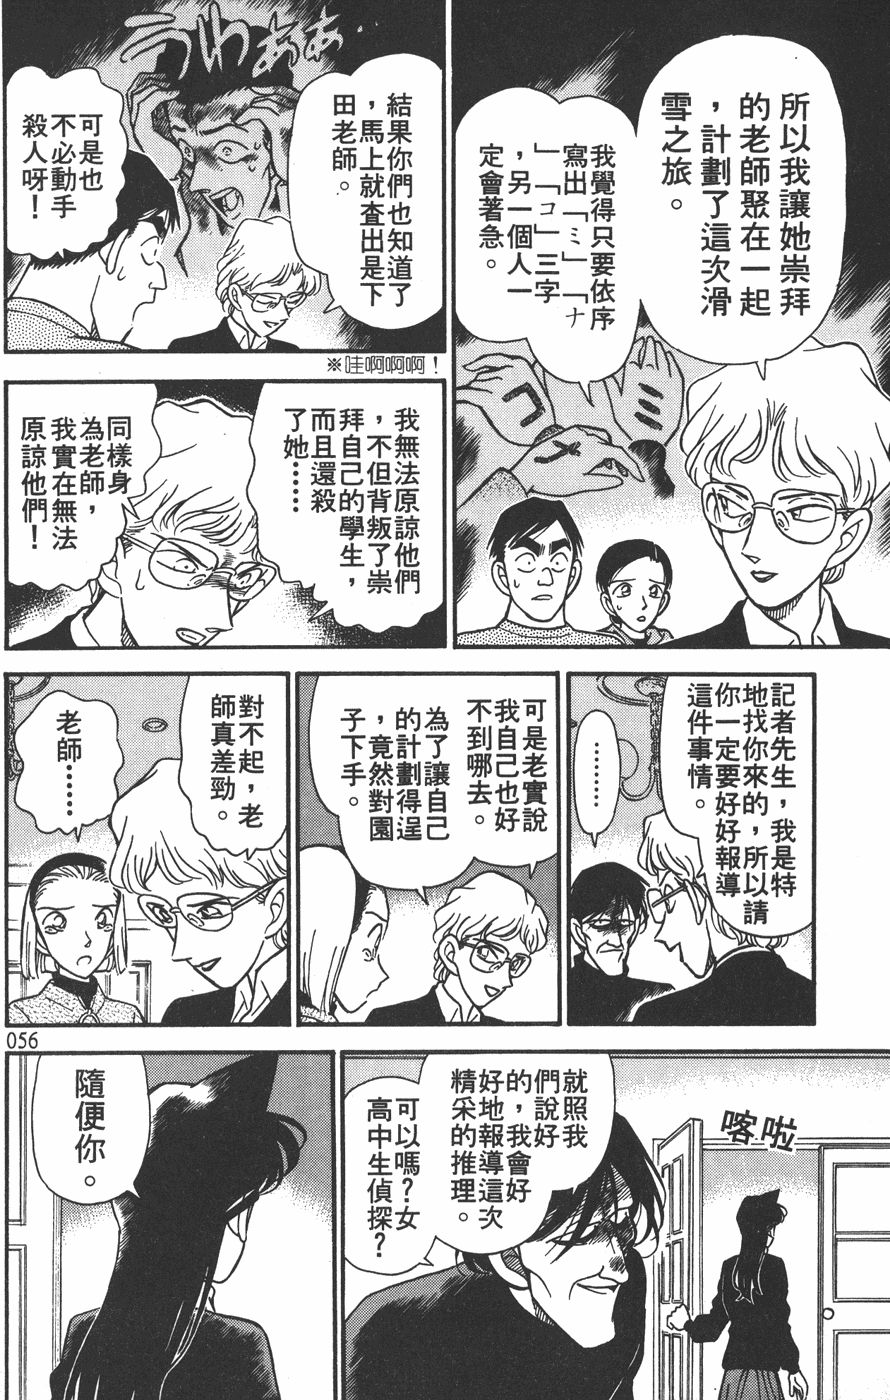 所以我讓她崇拜
的老師聚在一起
，計劃了這次滑
雪之旅。
我覺得只要依序
寫出「ミ」「ナ
」「コ」三字
，另一個人一
定會著急。
コ
メ
ミ
うわあぁ
結果你們也知道了
，馬上就查出是下
田老師。
可是也
不必動手
殺人呀！
※哇啊啊啊！
我無法原諒他們
，不但背叛了崇
拜自己的學生，
而且還殺
了她……
同樣身
為老師，
我實在無法
原諒他們！
記者先生，我是特
地找你來的，所以請
你一定要好好報導
這件事情。
……
可是老實說
我自己也好
不到哪去。
為了讓自己
的計劃得逞
，竟然對園
子下手。
對不起，老
師真差勁。
老師……
056
喀啦
就照我
們說好
的，我會好
好地報導這次
精采的推理。
可以嗎？女
高中生偵探？
隨便你。